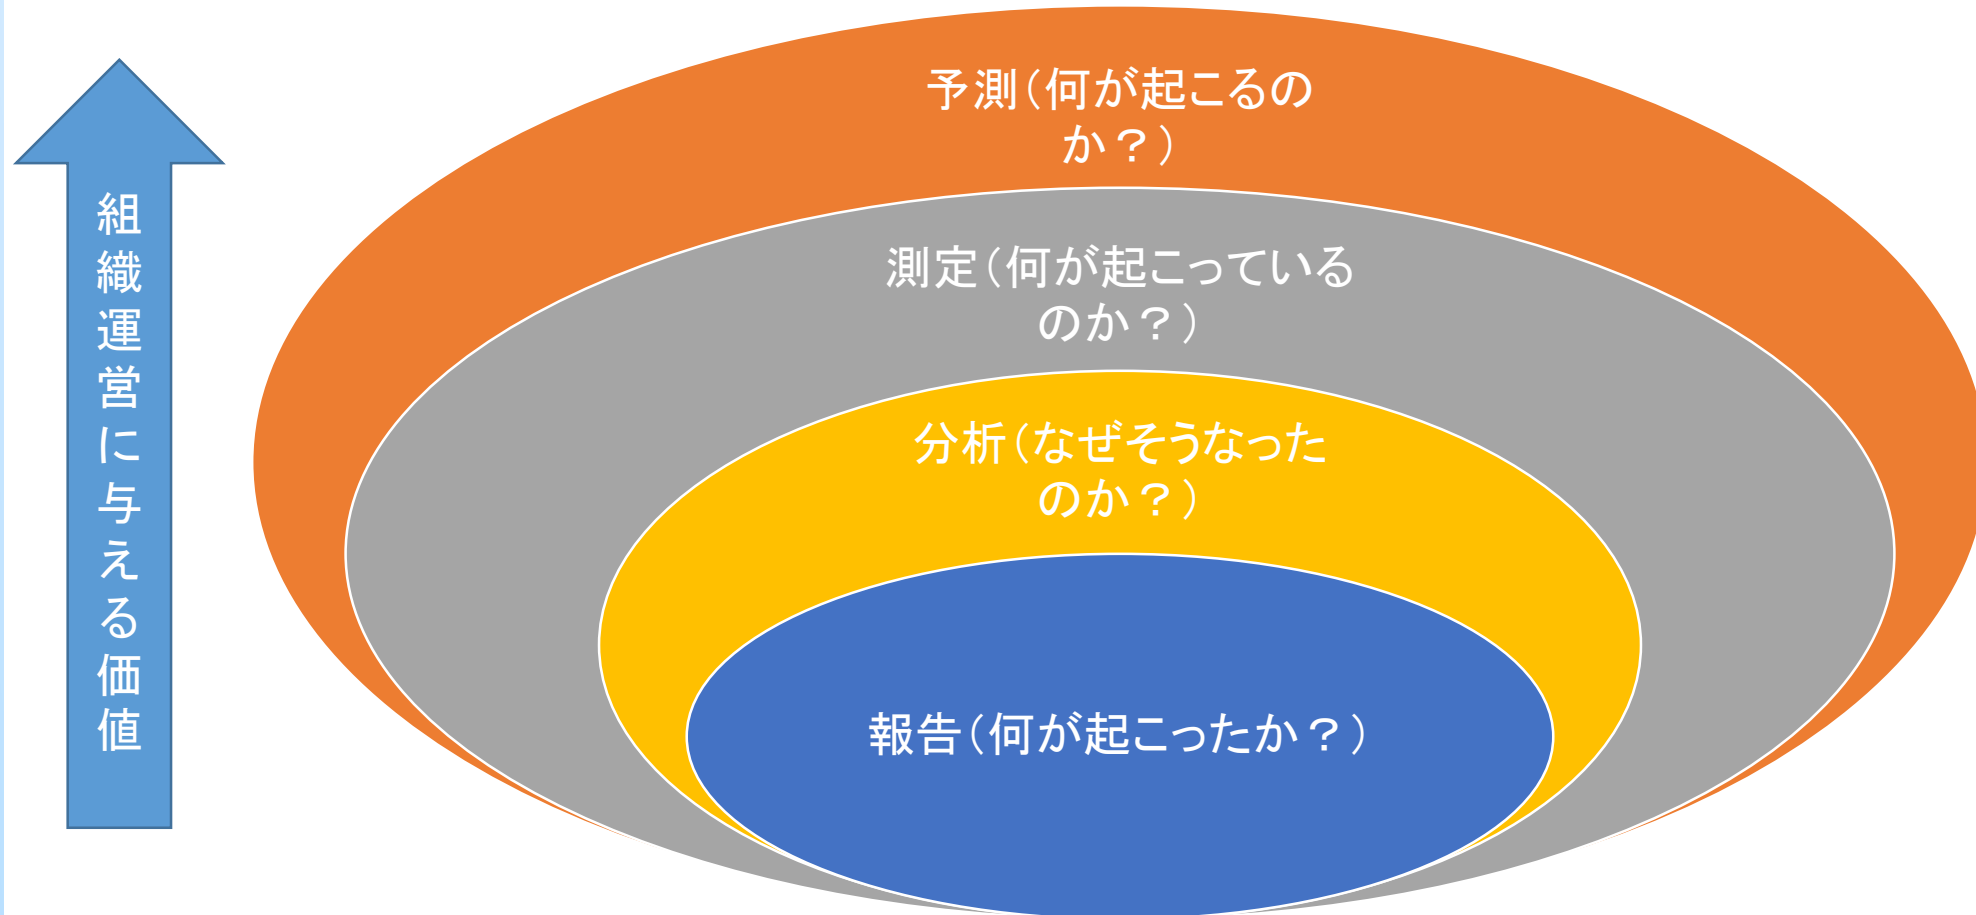 組織運営に与える価値
予測（何が起こるの
か？）
測定（何が起こっている
のか？）
分析（なぜそうなった
のか？）
報告（何が起こったか？）